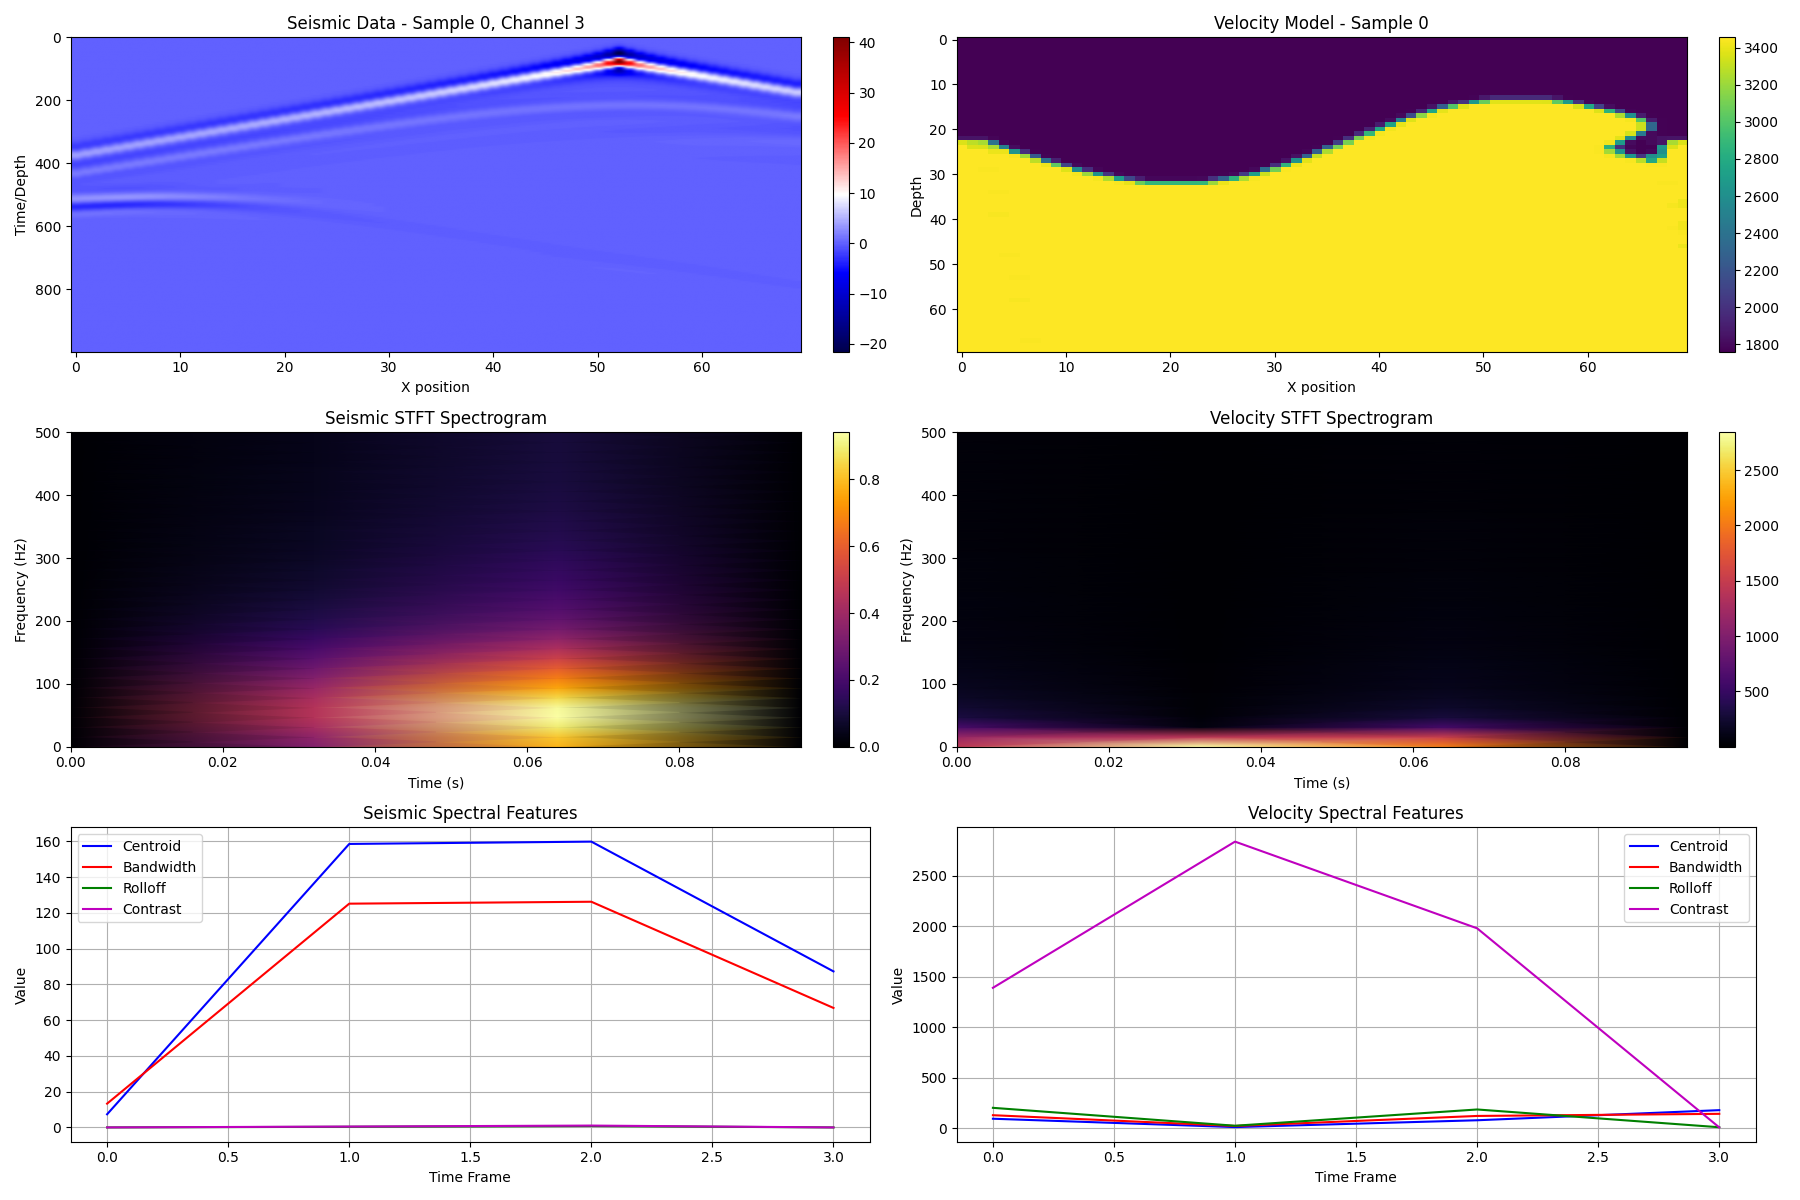 Seismic Data - Sample 0, Channel 3
0
200
400
600
800
Time/Depth
0 10 20 30 40 50 60
X position
40
30
20
10
0
−10
−20
Velocity Model - Sample 0
0
10
20
30
40
50
60
Depth
0 10 20 30 40 50 60
X position
3400
3200
3000
2800
2600
2400
2200
2000
1800
Seismic STFT Spectrogram
500
400
300
200
100
0
Frequency (Hz)
0.00 0.02 0.04 0.06 0.08
Time (s)
0.8
0.6
0.4
0.2
0.0
Velocity STFT Spectrogram
500
400
300
200
100
0
Frequency (Hz)
0.00 0.02 0.04 0.06 0.08
Time (s)
2500
2000
1500
1000
500
Seismic Spectral Features
160
140
120
100
80
60
40
20
0
Value
Centroid
Bandwidth
Rolloff
Contrast
0.0 0.5 1.0 1.5 2.0 2.5 3.0
Time Frame
Velocity Spectral Features
2500
2000
1500
1000
500
0
Value
Centroid
Bandwidth
Rolloff
Contrast
0.0 0.5 1.0 1.5 2.0 2.5 3.0
Time Frame